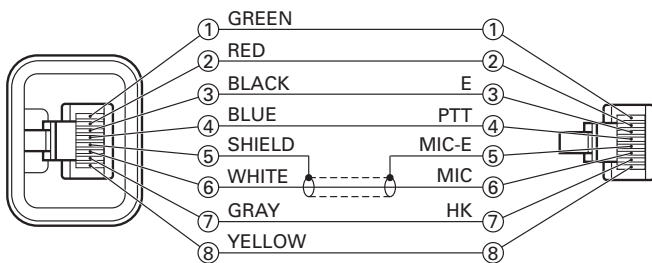 ① GREEN ①
② RED ②
③ BLACK E ③
④ BLUE PTT ④
⑤ SHIELD MIC-E ⑤
⑥ WHITE MIC ⑥
⑦ GRAY HK ⑦
⑧ YELLOW ⑧